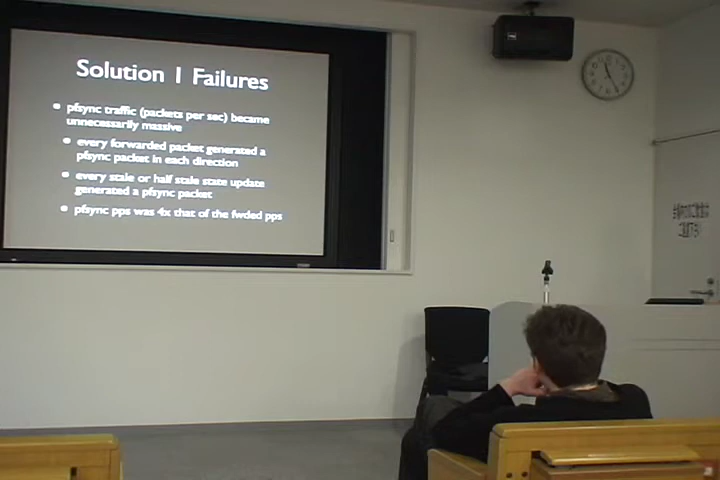 Solution 1 Failures
• pfsync traffic (packets per sec) became
unnecessarily massive
• every forwarded packet generated a
pfsync packet in each direction
• every stale or half stale state update
generated a pfsync packet
• pfsync pps was 4x that of the fwded pps